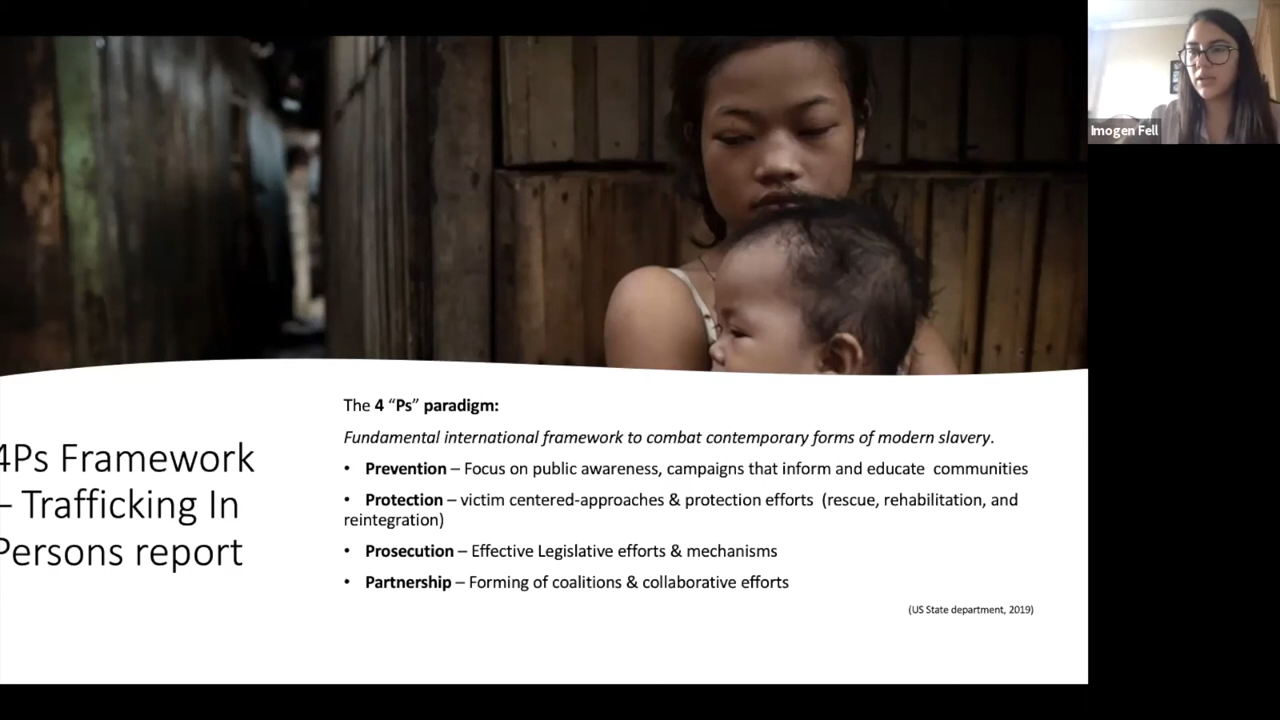 Imogen Fell
4Ps Framework
– Trafficking In
Persons report
The 4 “Ps” paradigm:
Fundamental international framework to combat contemporary forms of modern slavery.
• Prevention – Focus on public awareness, campaigns that inform and educate  communities
• Protection – victim centered-approaches & protection efforts  (rescue, rehabilitation, and
reintegration)
• Prosecution – Effective Legislative efforts & mechanisms
• Partnership – Forming of coalitions & collaborative efforts
(US State department, 2019)